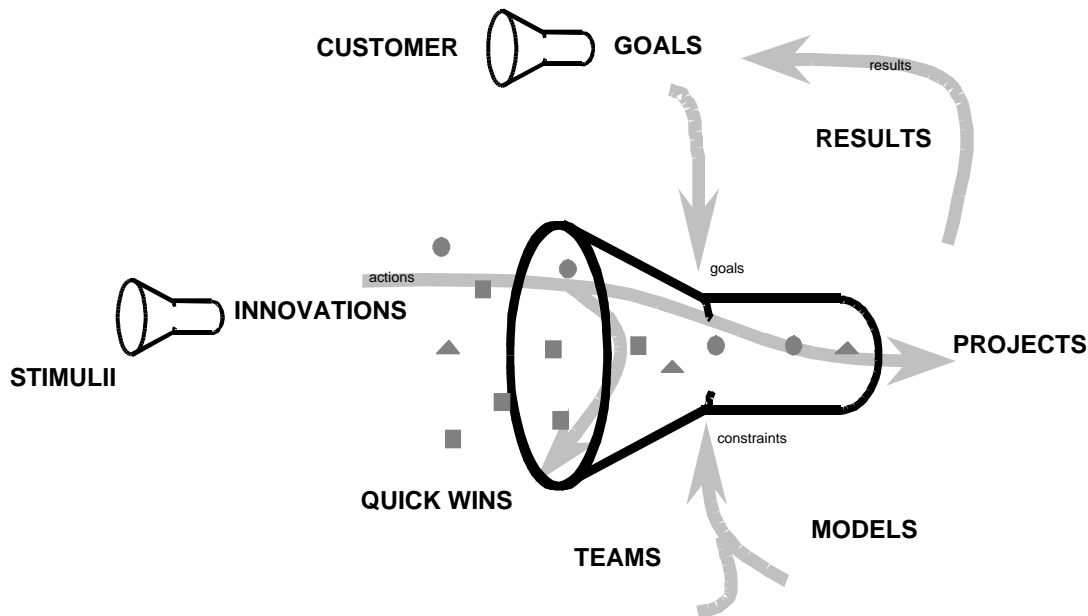 CUSTOMER GOALS
results
RESULTS
goals
actions
INNOVATIONS
PROJECTS
STIMULII
constraints
QUICK WINS
MODELS
TEAMS